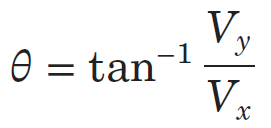 θ = tan⁻¹ V_y / V_x